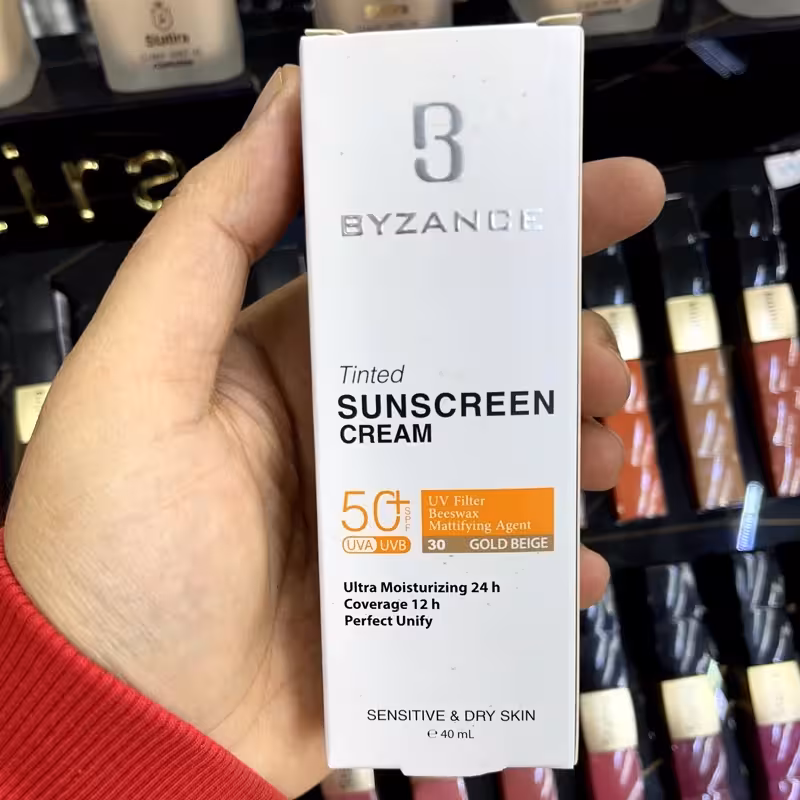 BYZANCE
Tinted
SUNSCREEN
CREAM
50+ SPF
UVA UVB
UV Filter
Beeswax
Mattifying Agent
30 GOLD BEIGE
Ultra Moisturizing 24 h
Coverage 12 h
Perfect Unify
SENSITIVE & DRY SKIN
℮ 40 mL